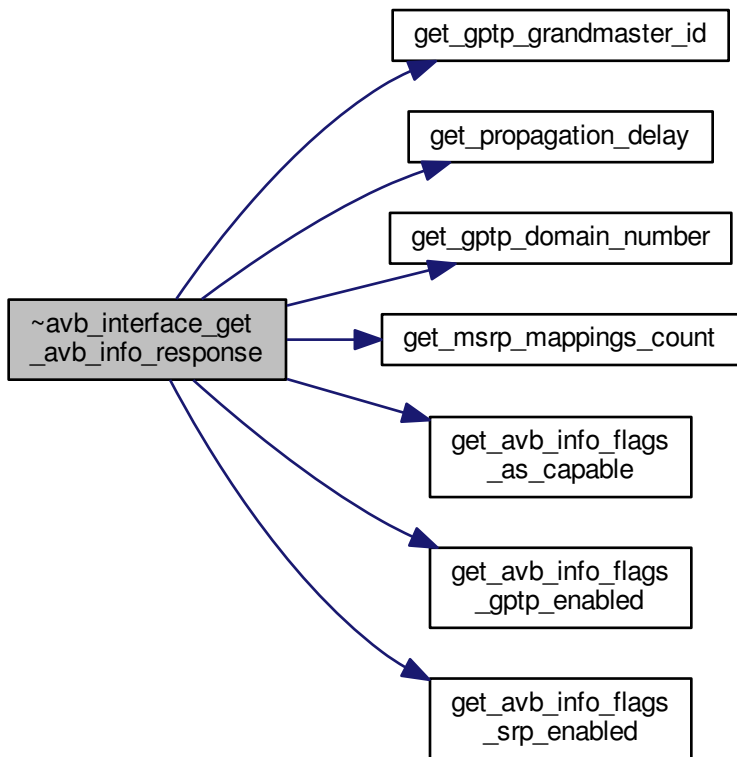 get_gptp_grandmaster_id
get_propagation_delay
get_gptp_domain_number
~avb_interface_get
_avb_info_response
get_msrp_mappings_count
get_avb_info_flags
_as_capable
get_avb_info_flags
_gptp_enabled
get_avb_info_flags
_srp_enabled